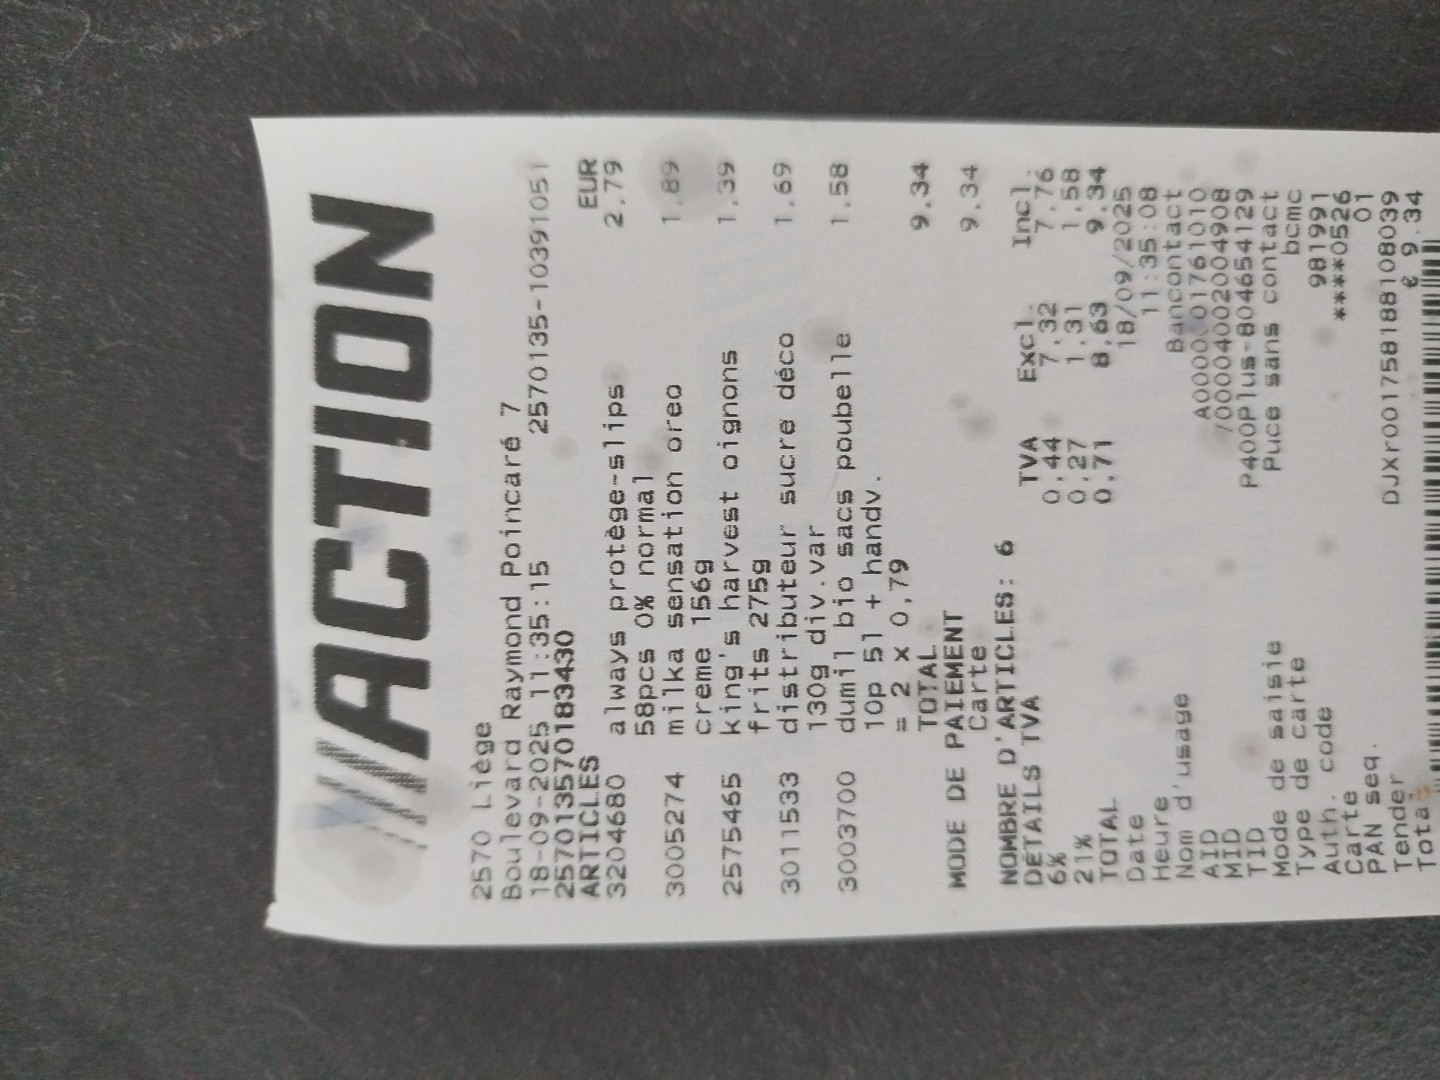 ACTION
2570 Liège
Boulevard Raymond Poincaré 7
18-09-2025 11:35:15 2570135-10391051
2570135701834​30
ARTICLES EUR
3204680 always protège-slips 2,79
58pcs 0% normal
3005274 milka sensation oreo 1,89
creme 156g
2575465 king's harvest oignons 1,39
frits 275g
3011533 distributeur sucre déco 1,69
130g div.var
3003700 dumil bio sacs poubelle 1,58
10p 5l + handv.
= 2 x 0,79
TOTAL 9,34
MODE DE PAIEMENT
Carte 9,34
NOMBRE D'ARTICLES: 6
DÉTAILS TVA TVA Excl. Incl.
6% 0,44 7,32 7,76
21% 0,27 1,31 1,58
TOTAL 0,71 8,63 9,34
Date 18/09/2025
Heure 11:35:08
Nom d'usage Bancontact
AID A0000001761010
MID /00004002004908
TID P400Plus-80465412​9
Mode de saisie Puce sans contact
Type de carte bcmc
Auth. code 981991
Carte ****0526
PAN seq. 01
Tender DJXr001758188108039
Total € 9.34